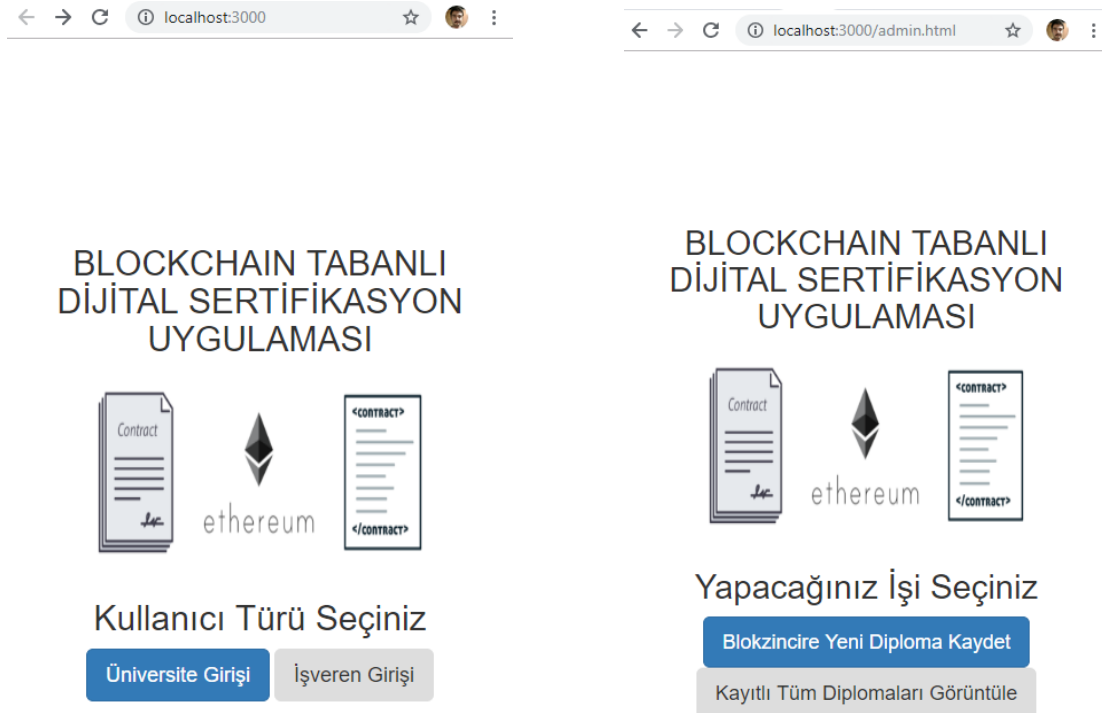 localhost:3000
BLOCKCHAIN TABANLI
DİJİTAL SERTİFİKASYON
UYGULAMASI
Contract
ethereum
<CONTRACT>
</CONTRACT>
Kullanıcı Türü Seçiniz
Üniversite Girişi
İşveren Girişi
localhost:3000/admin.html
BLOCKCHAIN TABANLI
DİJİTAL SERTİFİKASYON
UYGULAMASI
Contract
ethereum
<CONTRACT>
</CONTRACT>
Yapacağınız İşi Seçiniz
Blokzincire Yeni Diploma Kaydet
Kayıtlı Tüm Diplomaları Görüntüle